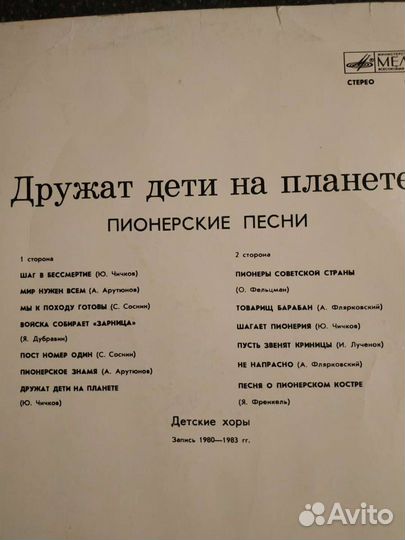 МИНИСТЕРСТВО
МЕЛ
ВСЕСОЮЗНАЯ
СТЕРЕО
Дружат дети на планете
ПИОНЕРСКИЕ ПЕСНИ
1 сторона
ШАГ В БЕССМЕРТИЕ (Ю. Чичков)
МИР НУЖЕН ВСЕМ (А. Арутюнов)
МЫ К ПОХОДУ ГОТОВЫ (С. Соснин)
ВОЙСКА СОБИРАЕТ «ЗАРНИЦА»
(Я. Дубравин)
ПОСТ НОМЕР ОДИН (С. Соснин)
ПИОНЕРСКОЕ ЗНАМЯ (А. Арутюнов)
ДРУЖАТ ДЕТИ НА ПЛАНЕТЕ
(Ю. Чичков)
2 сторона
ПИОНЕРЫ СОВЕТСКОЙ СТРАНЫ
(О. Фельцман)
ТОВАРИЩ БАРАБАН (А. Флярковский)
ШАГАЕТ ПИОНЕРИЯ (Ю. Чичков)
ПУСТЬ ЗВЕНЯТ КРИНИЦЫ (И. Лученок)
НЕ НАПРАСНО (А. Флярковский)
ПЕСНЯ О ПИОНЕРСКОМ КОСТРЕ
(Я. Френкель)
Детские хоры
Запись 1980—1983 гг.
Avito